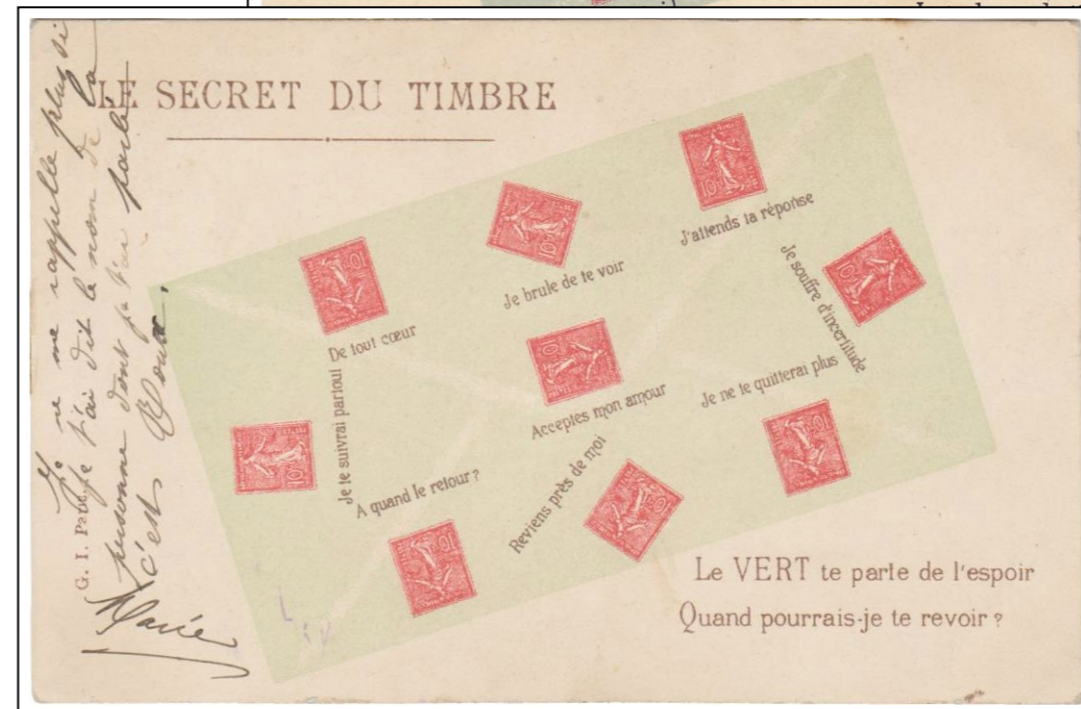 LE SECRET DU TIMBRE
J'attends ta réponse
Je brule de te voir
Je souffre d'incertitude
De tout cœur
Acceptes mon amour
Je ne te quitterai plus
Je te suivrai partout
A quand le retour ?
Reviens près de moi
Le VERT te parle de l'espoir
Quand pourrais-je te revoir ?
G. I. Paris
Je ne me rappelle plus si
je t'ai dit le nom de la
personne dont je t'ai parlé
c'est
Marie